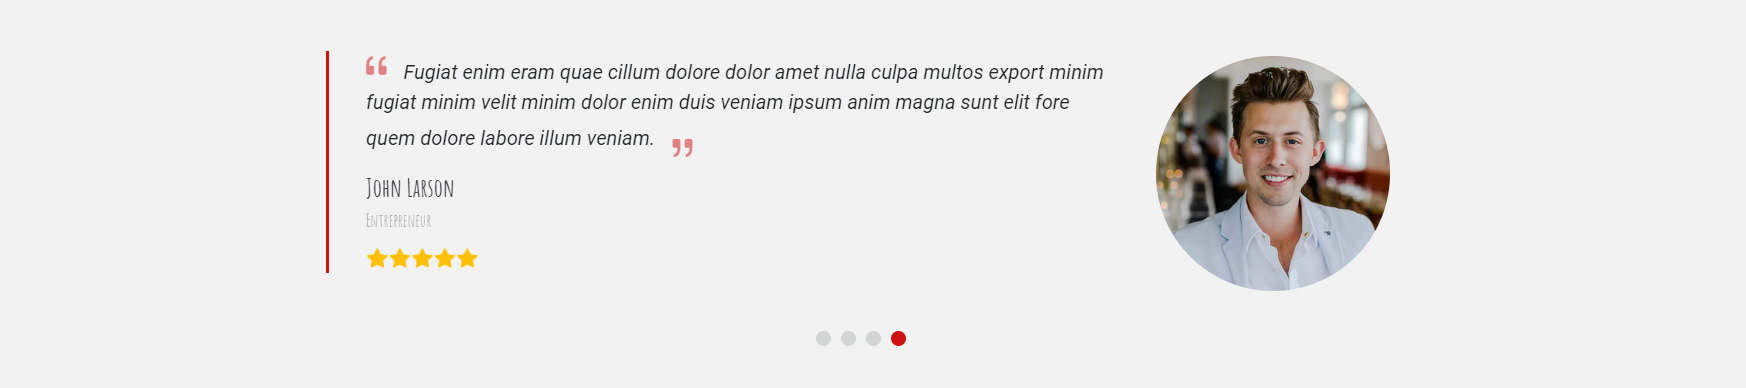 “ Fugiat enim eram quae cillum dolore dolor amet nulla culpa multos export minim
fugiat minim velit minim dolor enim duis veniam ipsum anim magna sunt elit fore
quem dolore labore illum veniam. ”
John Larson
Entrepreneur